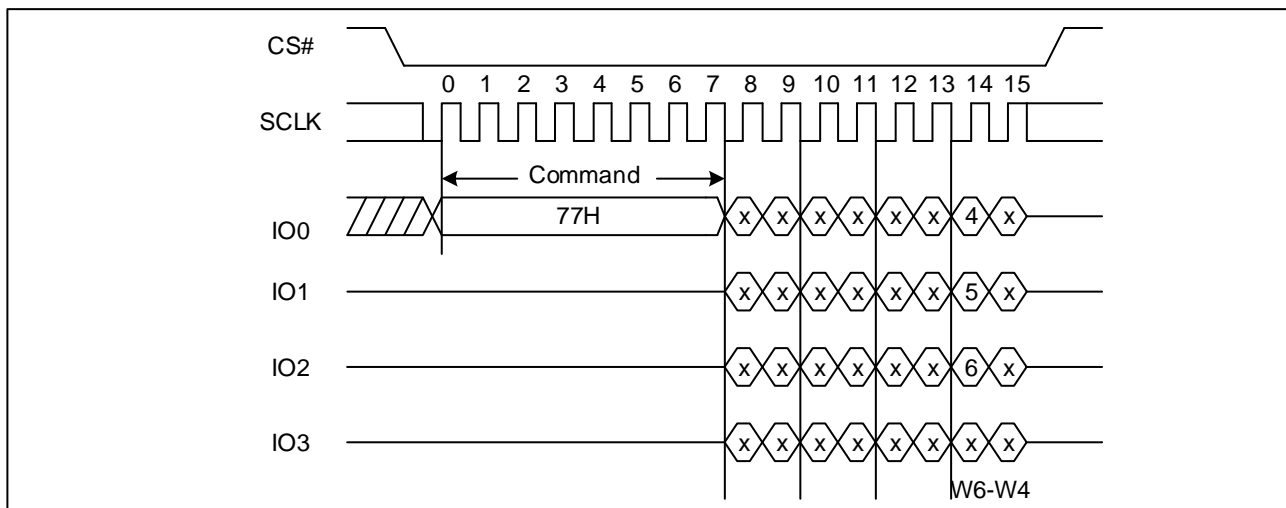 CS#
0 1 2 3 4 5 6 7 8 9 10 11 12 13 14 15
SCLK
Command
IO0 77H x x x x x x 4 x
IO1 x x x x x x 5 x
IO2 x x x x x x 6 x
IO3 x x x x x x x x
W6-W4